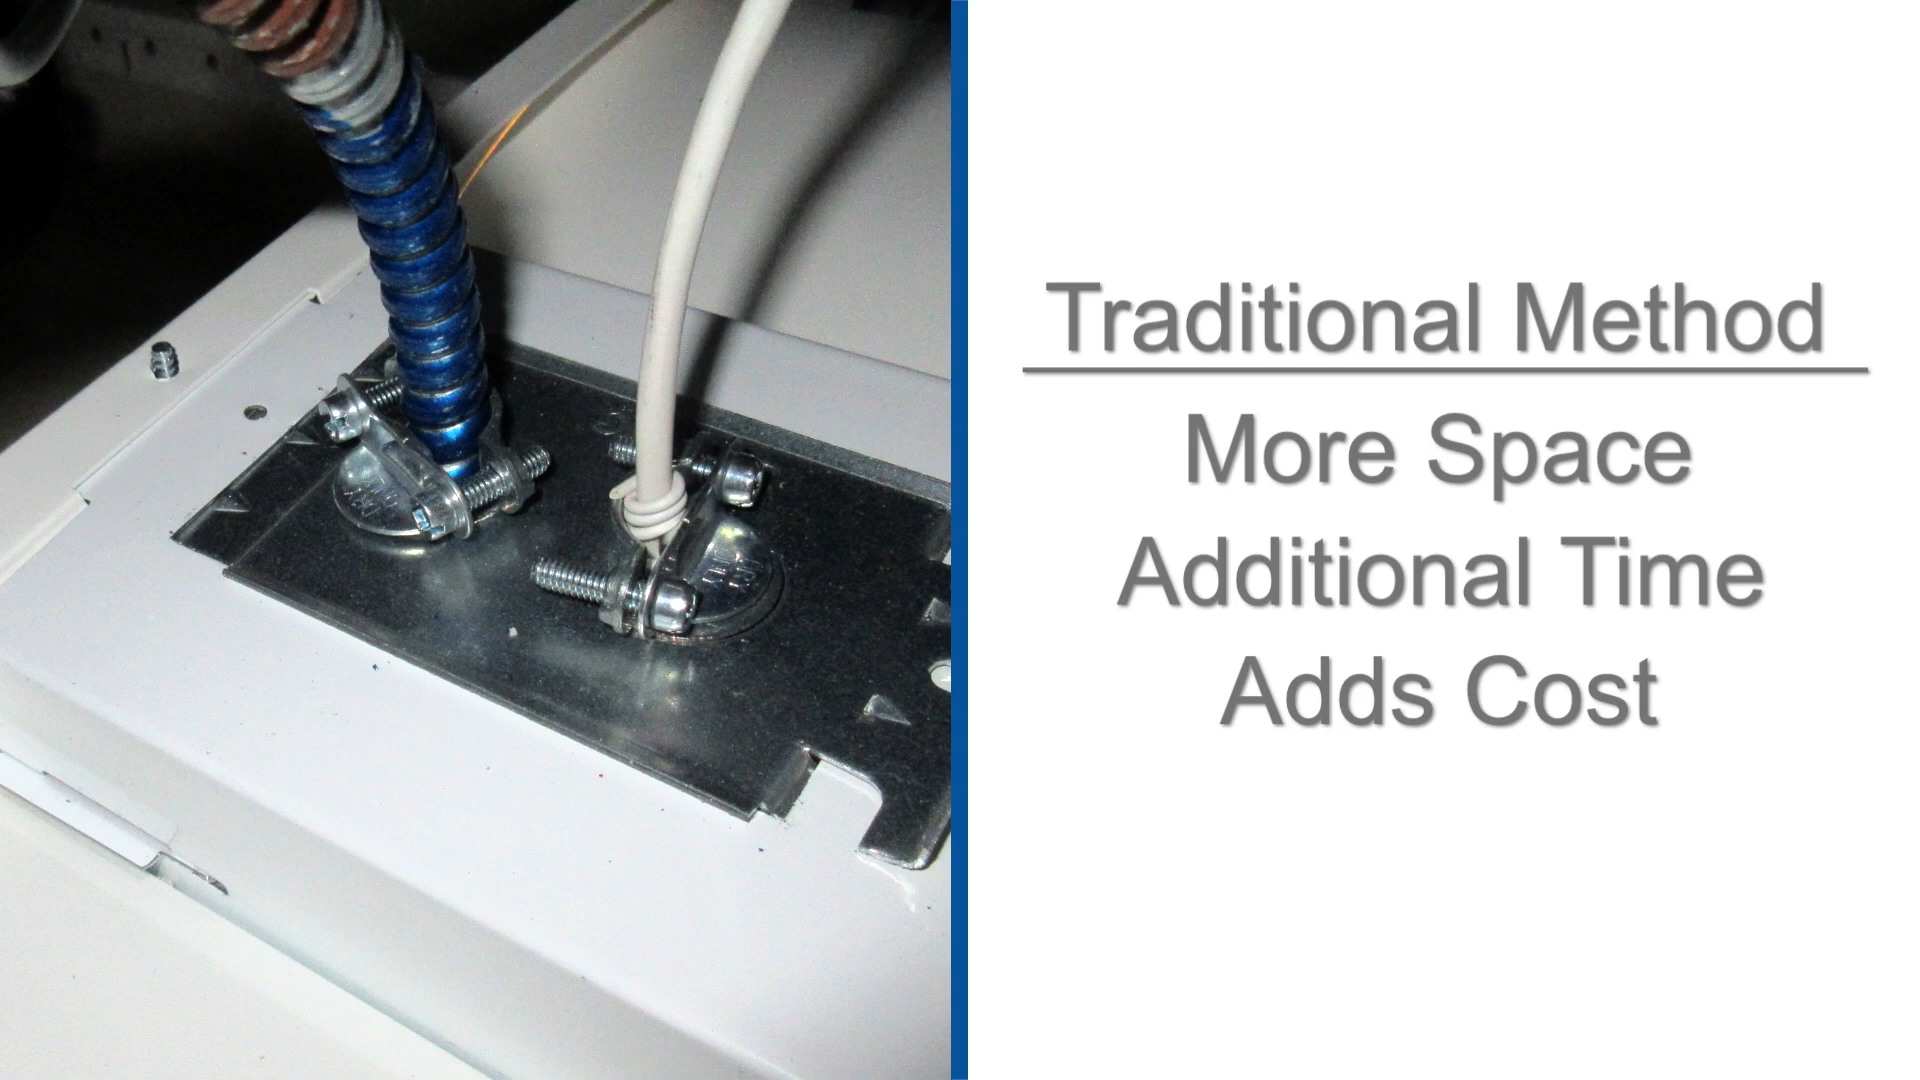 Traditional Method
More Space
Additional Time
Adds Cost